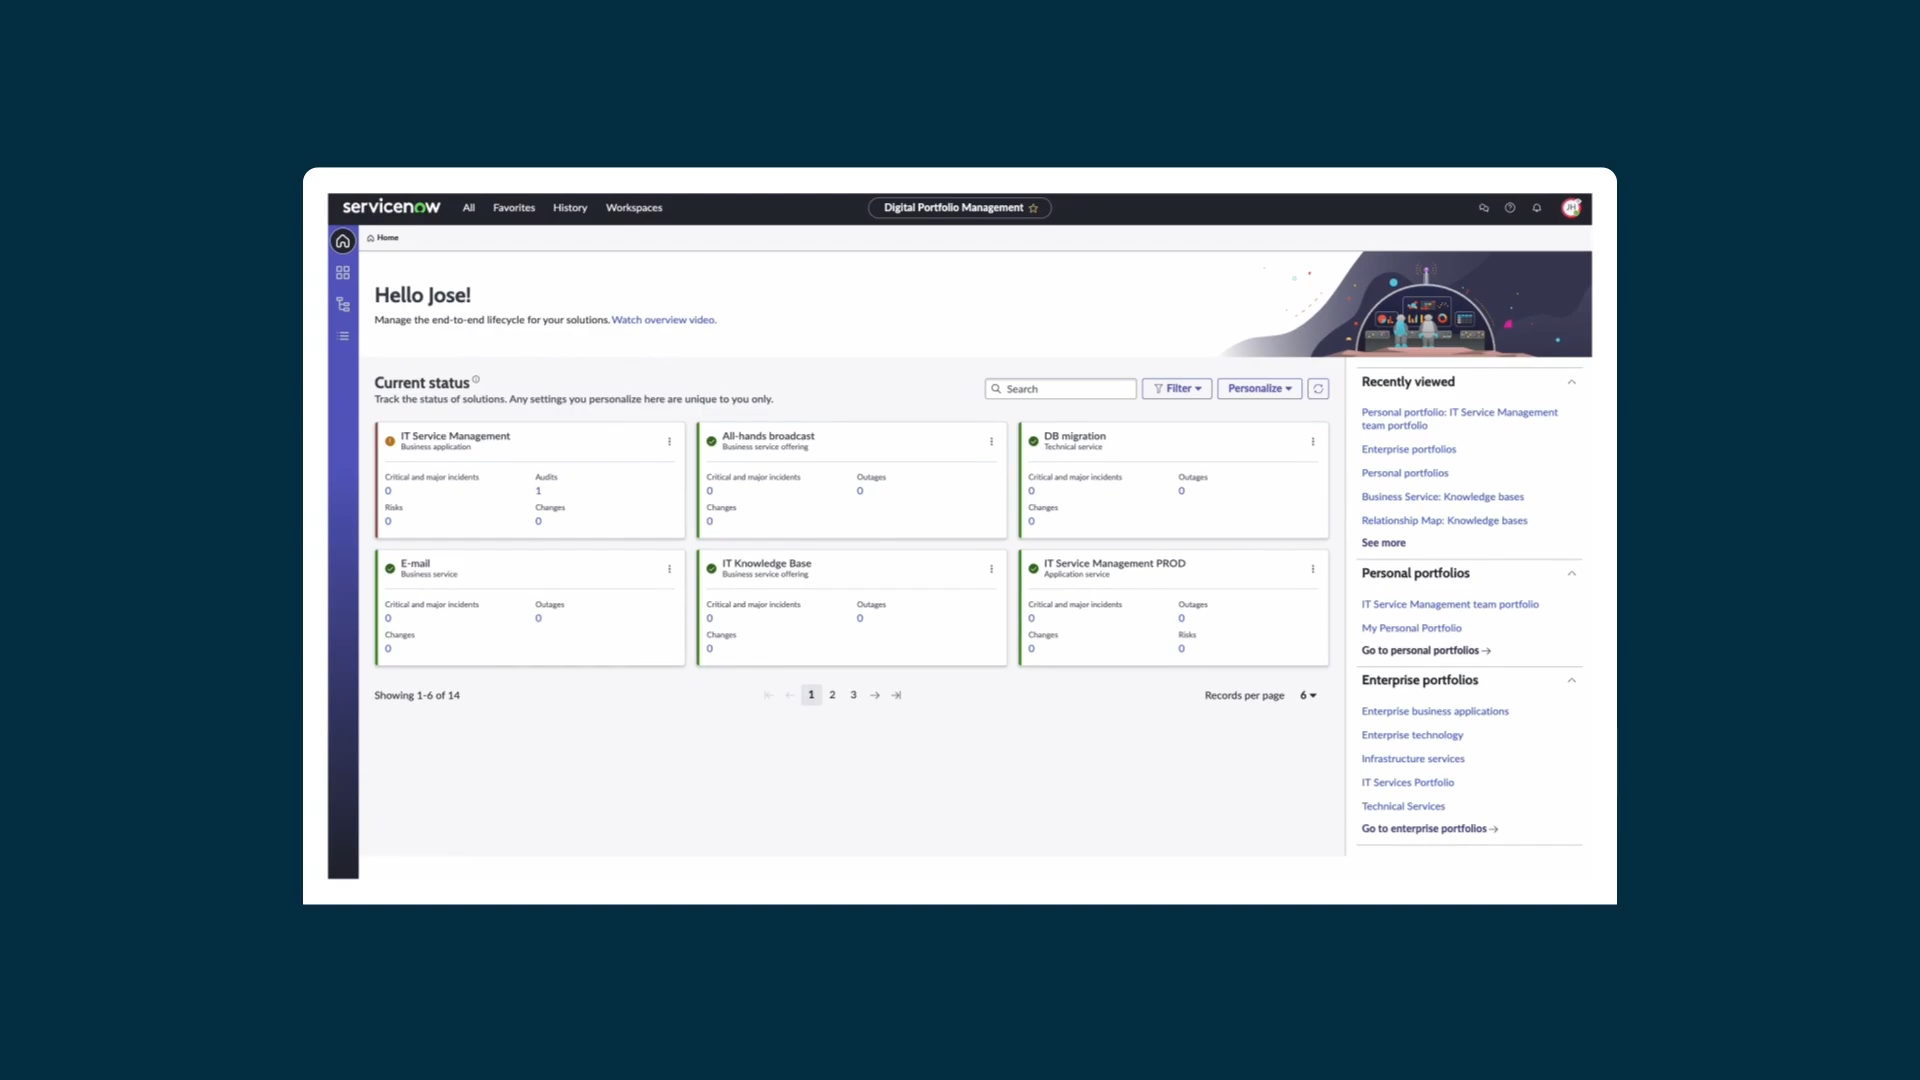 servicenow All Favorites History Workspaces Digital Portfolio Management JH
Home
Hello Jose!
Manage the end-to-end lifecycle for your solutions. Watch overview video.
Current status
Track the status of solutions. Any settings you personalize here are unique to you only.
Search Filter Personalize
IT Service Management
Business application
Critical and major incidents Audits
0 1
Risks Changes
0 0
All-hands broadcast
Business service offering
Critical and major incidents Outages
0 0
Changes
0
DB migration
Technical service
Critical and major incidents Outages
0 0
Changes
0
E-mail
Business service
Critical and major incidents Outages
0 0
Changes
0
IT Knowledge Base
Business service offering
Critical and major incidents Outages
0 0
Changes
0
IT Service Management PROD
Application service
Critical and major incidents Outages
0 0
Changes Risks
0 0
Showing 1-6 of 14 1 2 3 Records per page 6
Recently viewed
Personal portfolio: IT Service Management
team portfolio
Enterprise portfolios
Personal portfolios
Business Service: Knowledge bases
Relationship Map: Knowledge bases
See more
Personal portfolios
IT Service Management team portfolio
My Personal Portfolio
Go to personal portfolios
Enterprise portfolios
Enterprise business applications
Enterprise technology
Infrastructure services
IT Services Portfolio
Technical Services
Go to enterprise portfolios